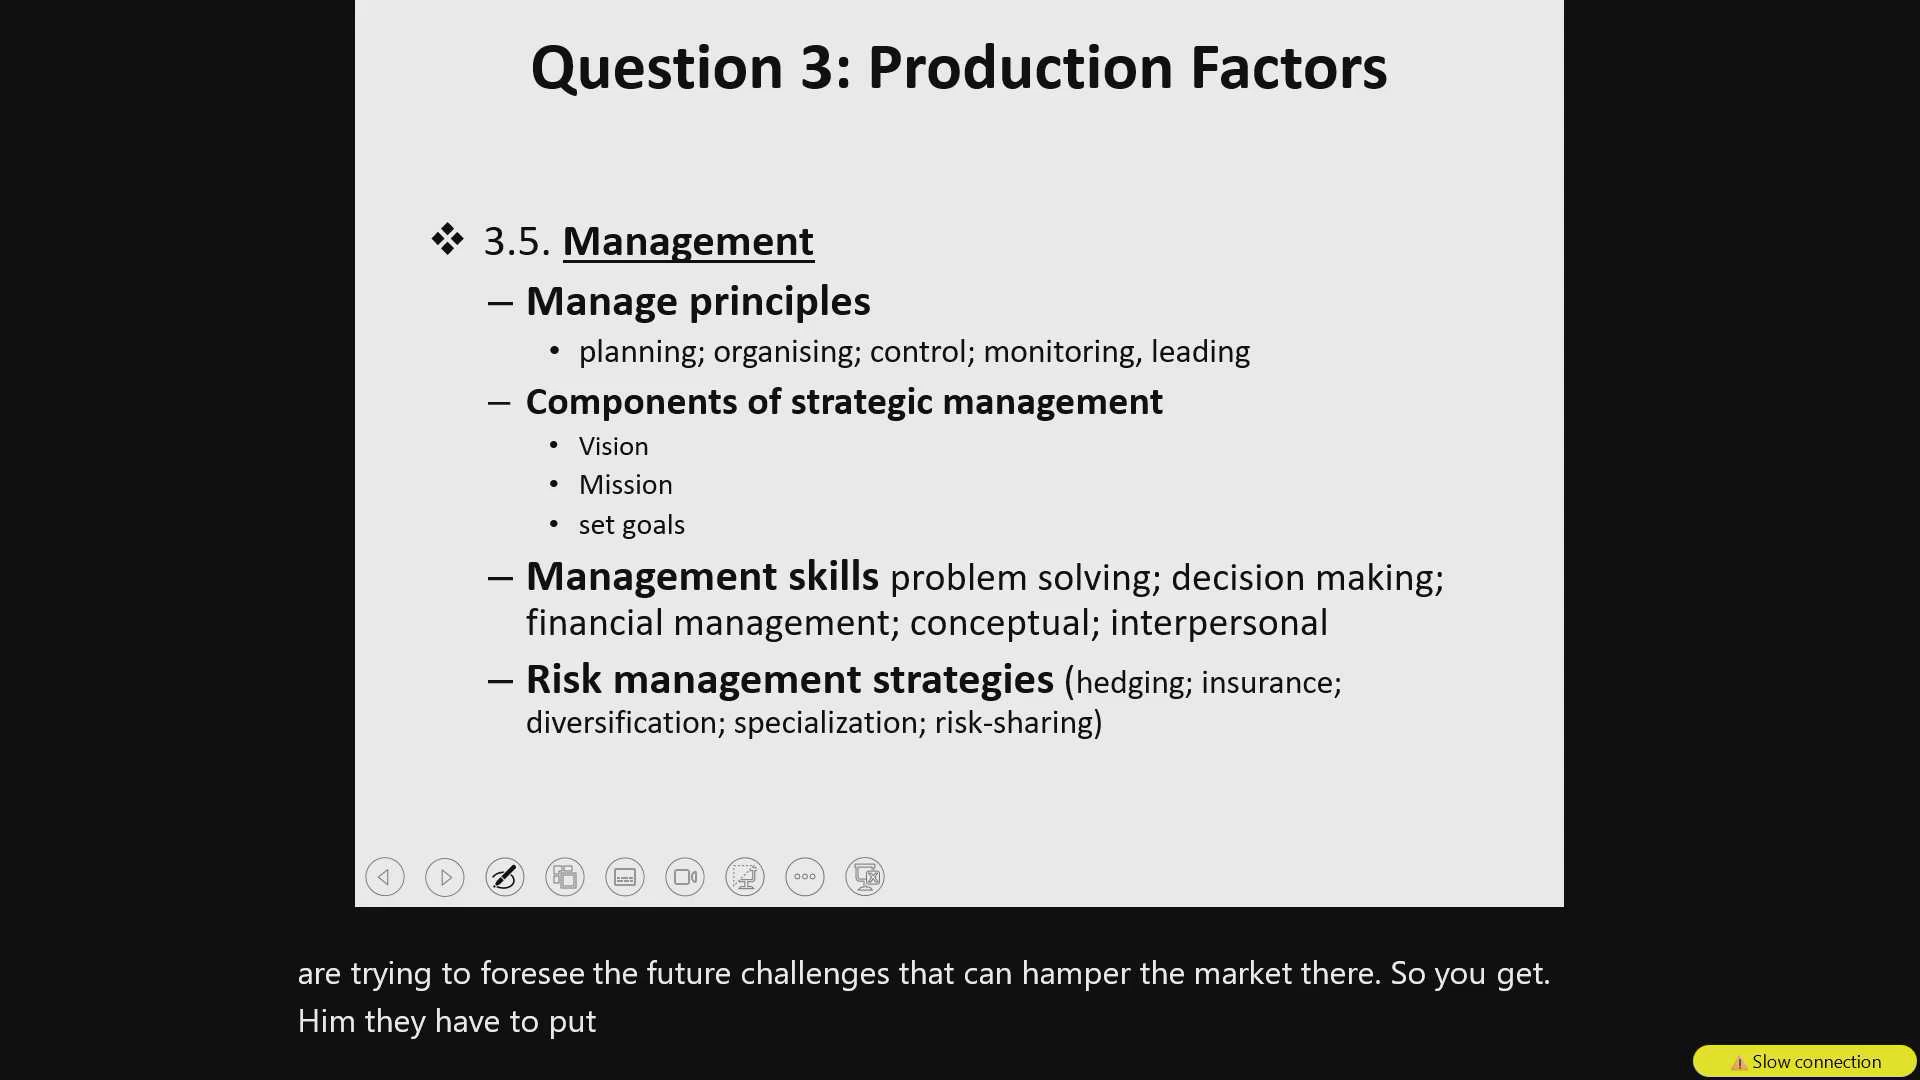 Question 3: Production Factors
❖ 3.5. Management
– Manage principles
• planning; organising; control; monitoring, leading
– Components of strategic management
• Vision
• Mission
• set goals
– Management skills problem solving; decision making;
financial management; conceptual; interpersonal
– Risk management strategies (hedging; insurance;
diversification; specialization; risk-sharing)
are trying to foresee the future challenges that can hamper the market there. So you get.
Him they have to put
⚠ Slow connection